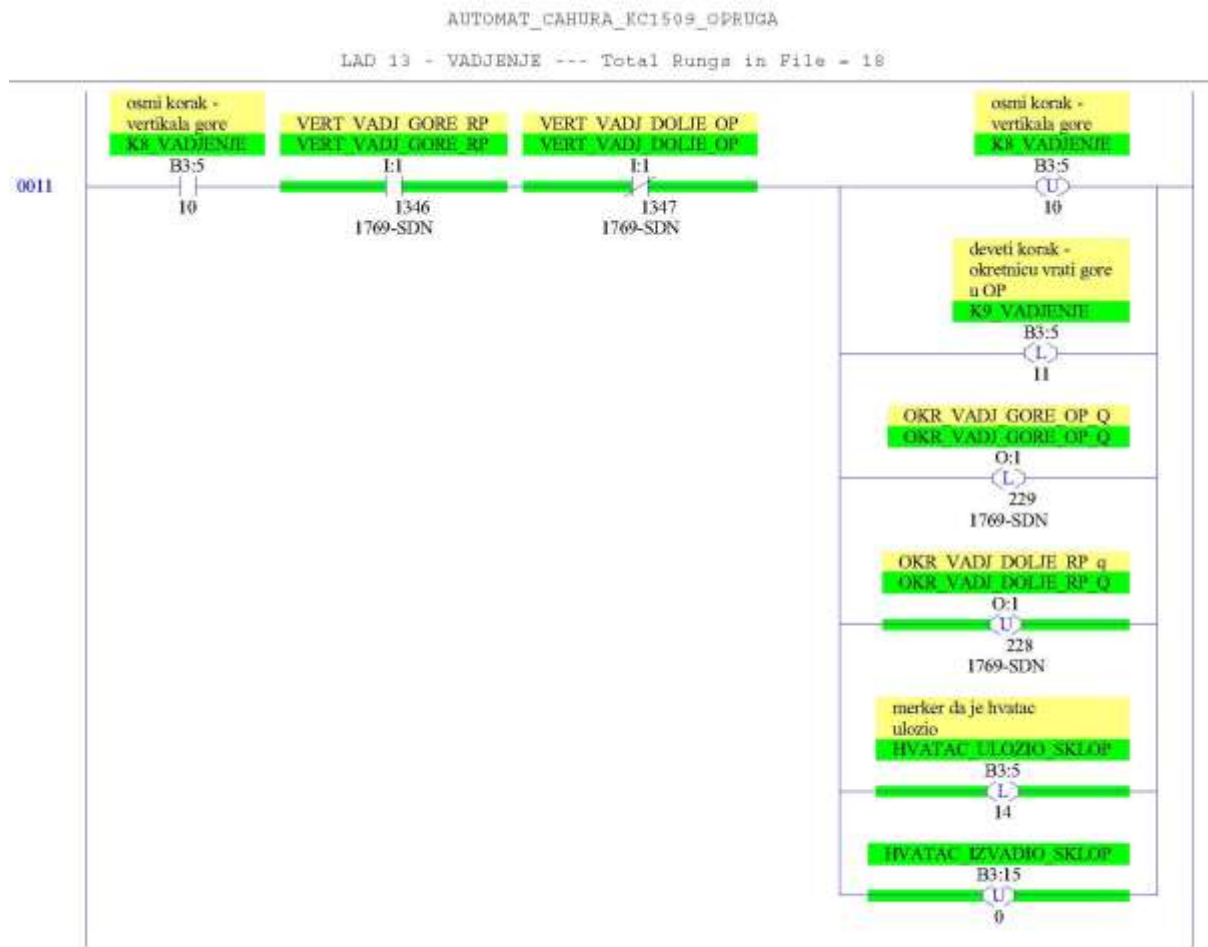 AUTOMAT_CAHURA_KC1509_OPRUGA
LAD 13 - VADJENJE --- Total Rungs in File = 18
osmi korak -
vertikala gore
K8_VADJENJE
B3:5
10
VERT_VADJ_GORE_RP
VERT_VADJ_GORE_RP
I:1
1346
1769-SDN
VERT_VADJ_DOLJE_OP
VERT_VADJ_DOLJE_OP
I:1
1347
1769-SDN
osmi korak -
vertikala gore
K8_VADJENJE
B3:5
U
10
0011
deveti korak -
okretnicu vrati gore
u OP
K9_VADJENJE
B3:5
L
11
OKR_VADJ_GORE_OP_Q
OKR_VADJ_GORE_OP_Q
O:1
L
229
1769-SDN
OKR_VADJ_DOLJE_RP_q
OKR_VADJ_DOLJE_RP_Q
O:1
U
228
1769-SDN
merker da je hvatac
ulozio
HVATAC_ULOZIO_SKLOP
B3:5
L
14
HVATAC_IZVADIO_SKLOP
B3:15
U
0